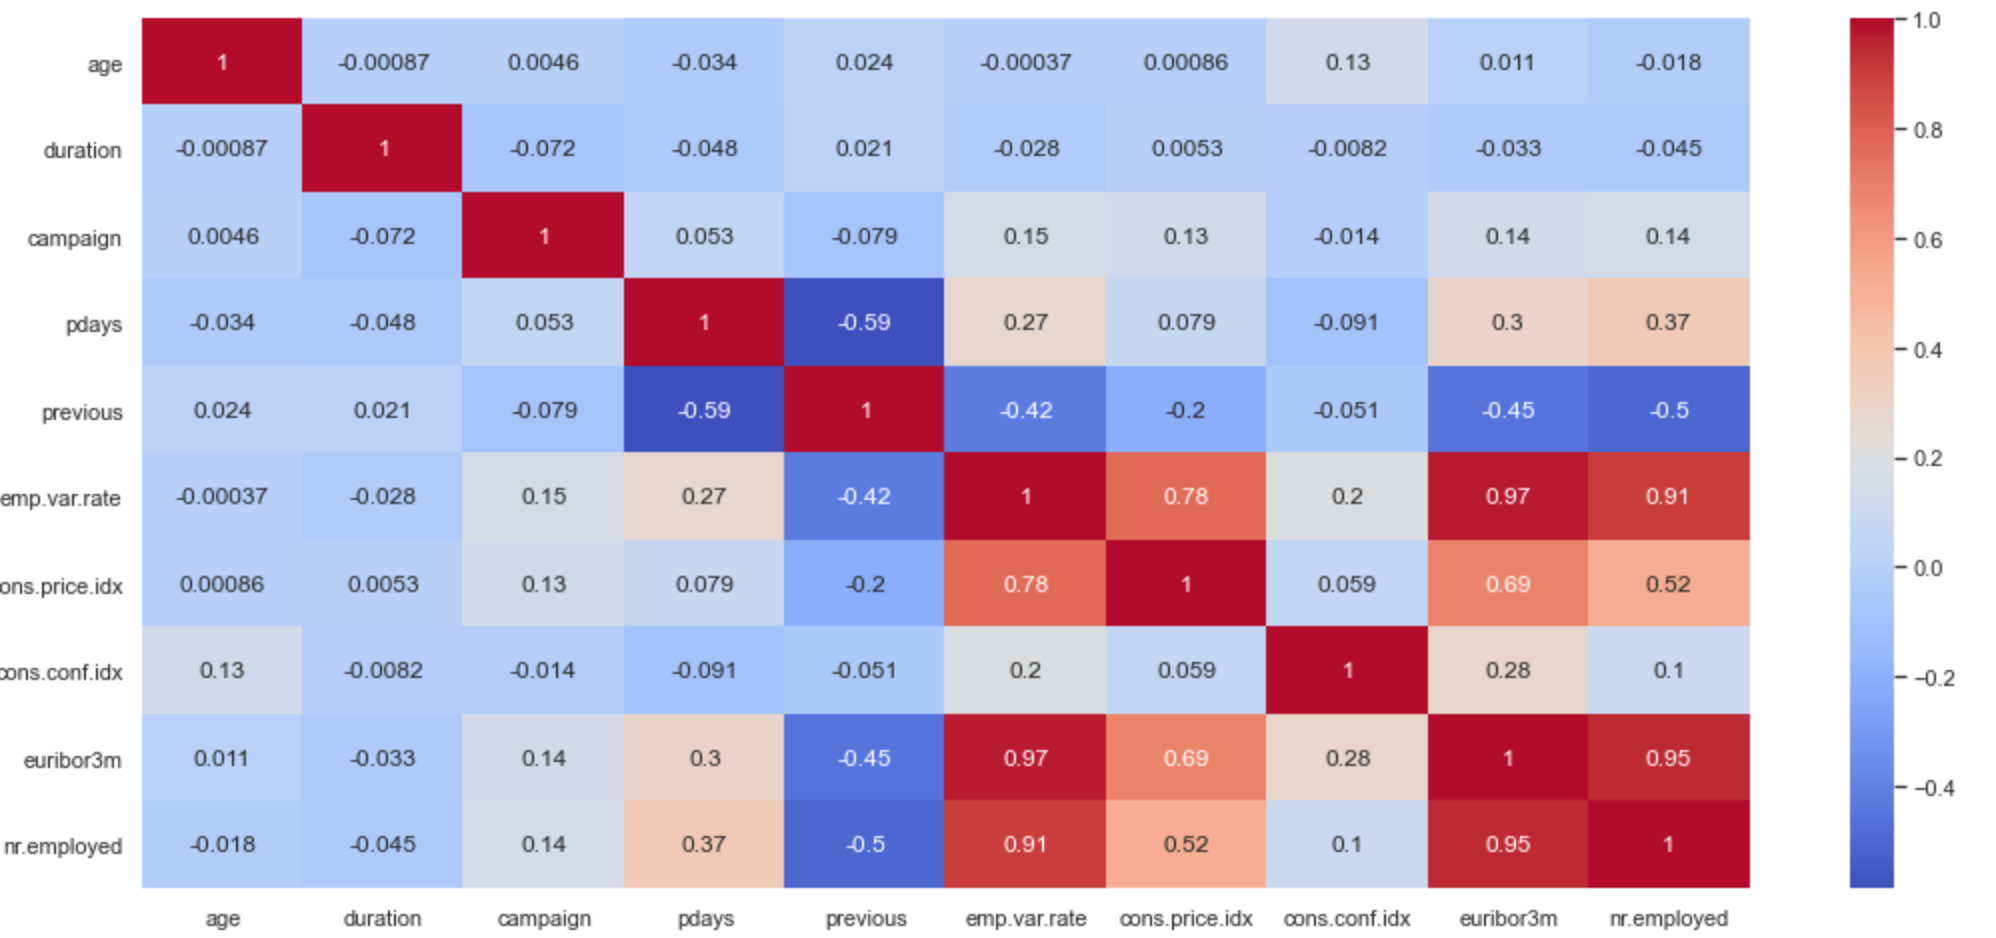 age 1 -0.00087 0.0046 -0.034 0.024 -0.00037 0.00086 0.13 0.011 -0.018
duration -0.00087 1 -0.072 -0.048 0.021 -0.028 0.0053 -0.0082 -0.033 -0.045
campaign 0.0046 -0.072 1 0.053 -0.079 0.15 0.13 -0.014 0.14 0.14
pdays -0.034 -0.048 0.053 1 -0.59 0.27 0.079 -0.091 0.3 0.37
previous 0.024 0.021 -0.079 -0.59 1 -0.42 -0.2 -0.051 -0.45 -0.5
emp.var.rate -0.00037 -0.028 0.15 0.27 -0.42 1 0.78 0.2 0.97 0.91
ons.price.idx 0.00086 0.0053 0.13 0.079 -0.2 0.78 1 0.059 0.69 0.52
cons.conf.idx 0.13 -0.0082 -0.014 -0.091 -0.051 0.2 0.059 1 0.28 0.1
euribor3m 0.011 -0.033 0.14 0.3 -0.45 0.97 0.69 0.28 1 0.95
nr.employed -0.018 -0.045 0.14 0.37 -0.5 0.91 0.52 0.1 0.95 1
age duration campaign pdays previous emp.var.rate cons.price.idx cons.conf.idx euribor3m nr.employed
1.0
0.8
0.6
0.4
0.2
0.0
−0.2
−0.4